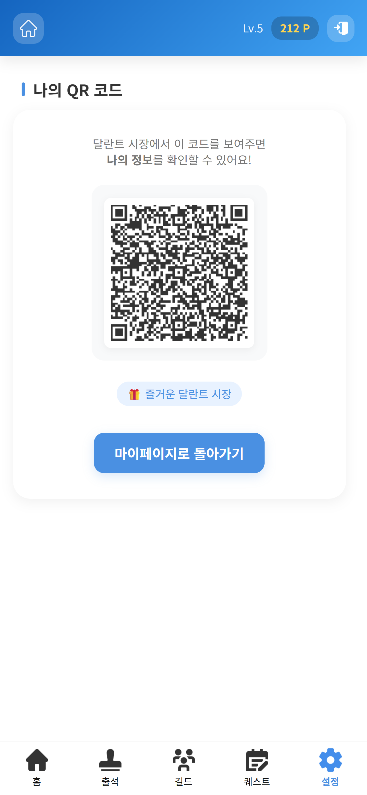 Lv.5
212 P
나의 QR 코드
달란트 시장에서 이 코드를 보여주면
나의 정보를 확인할 수 있어요!
즐거운 달란트 시장
마이페이지로 돌아가기
홈 출석 길드 퀘스트 설정